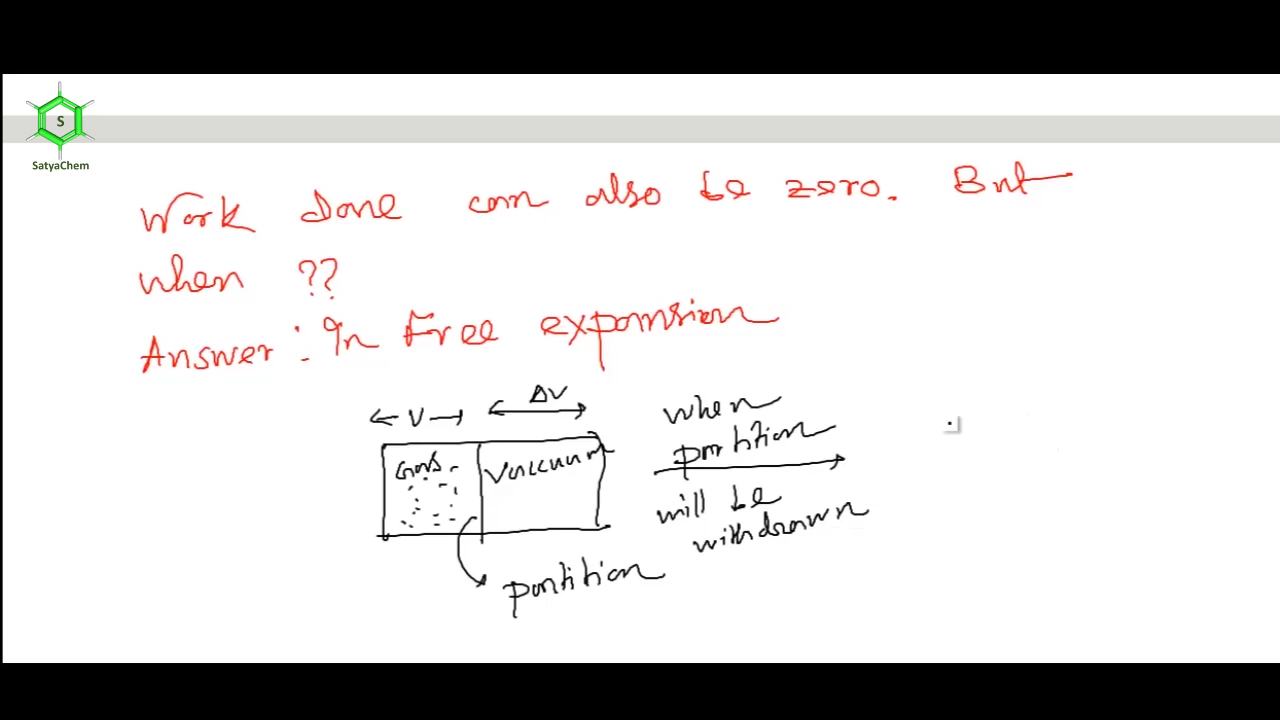 S
SatyaChem
Work done can also be zero. But
when ??
Answer: In Free expansion
V
ΔV
Gas.
Vaccuum
partition
when
partition
will be
withdrawn